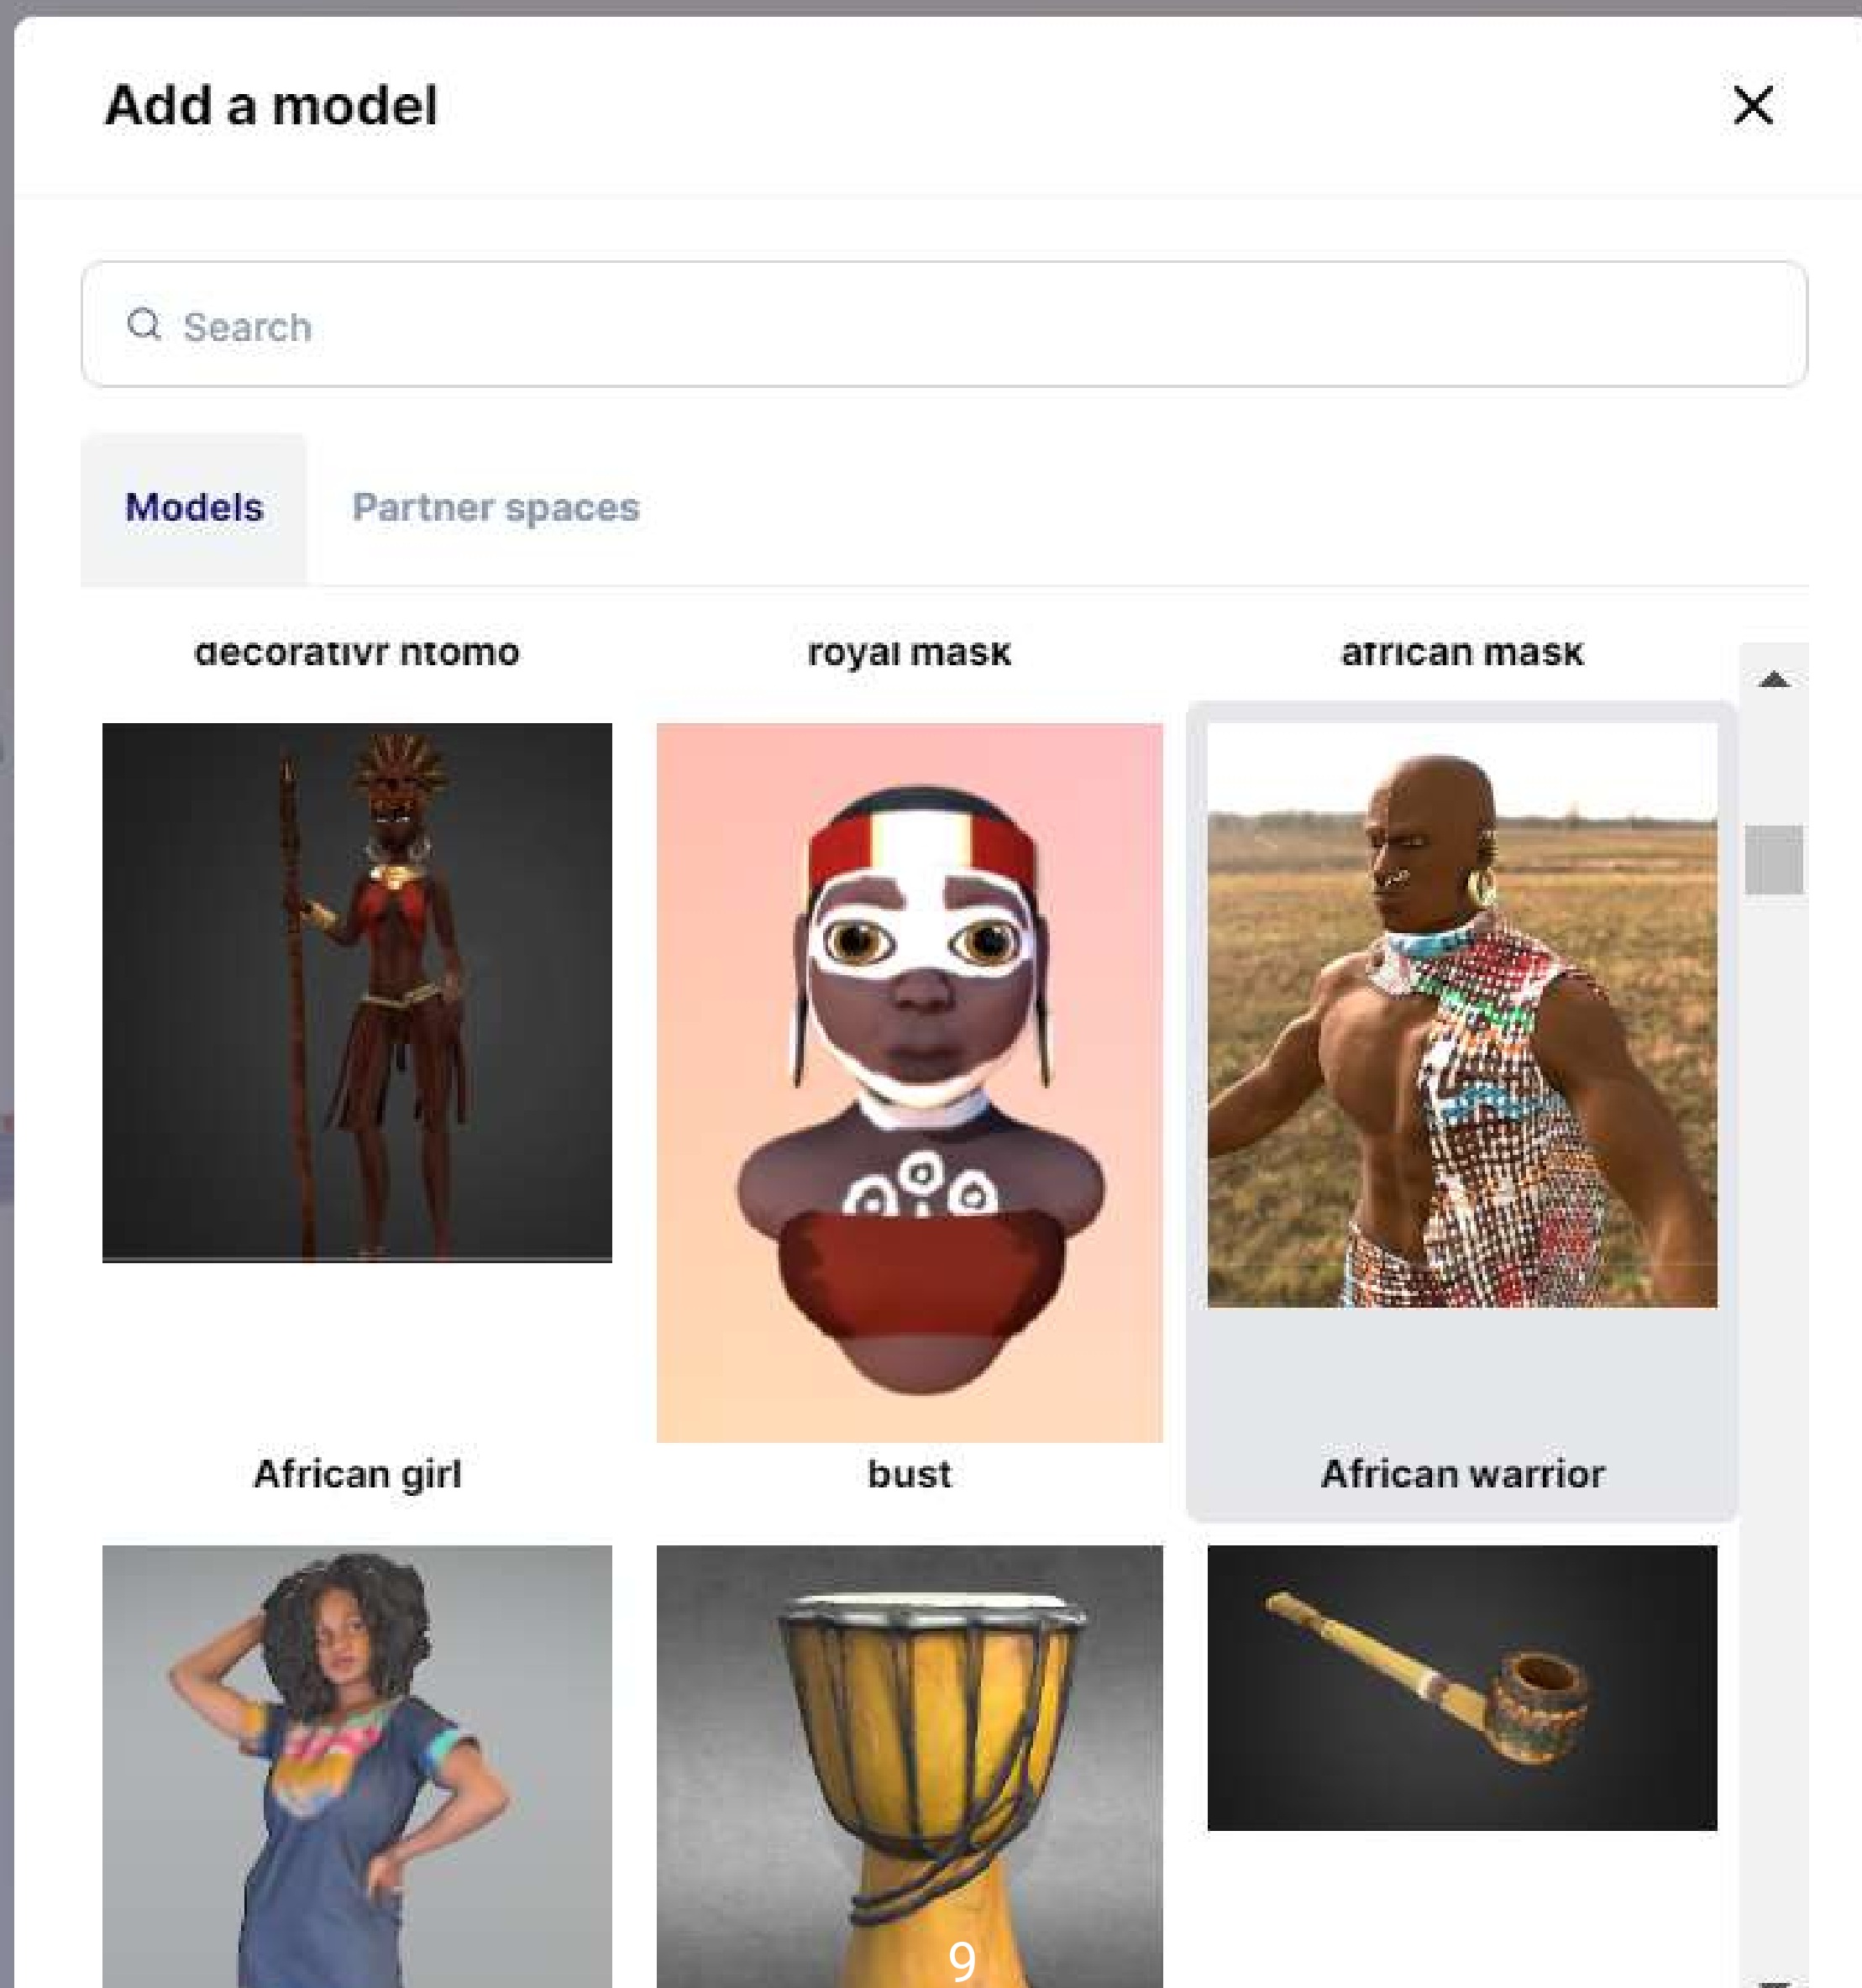 Add a model
Search
Models
Partner spaces
decorativr ntomo
royal mask
african mask
African girl
bust
African warrior
9